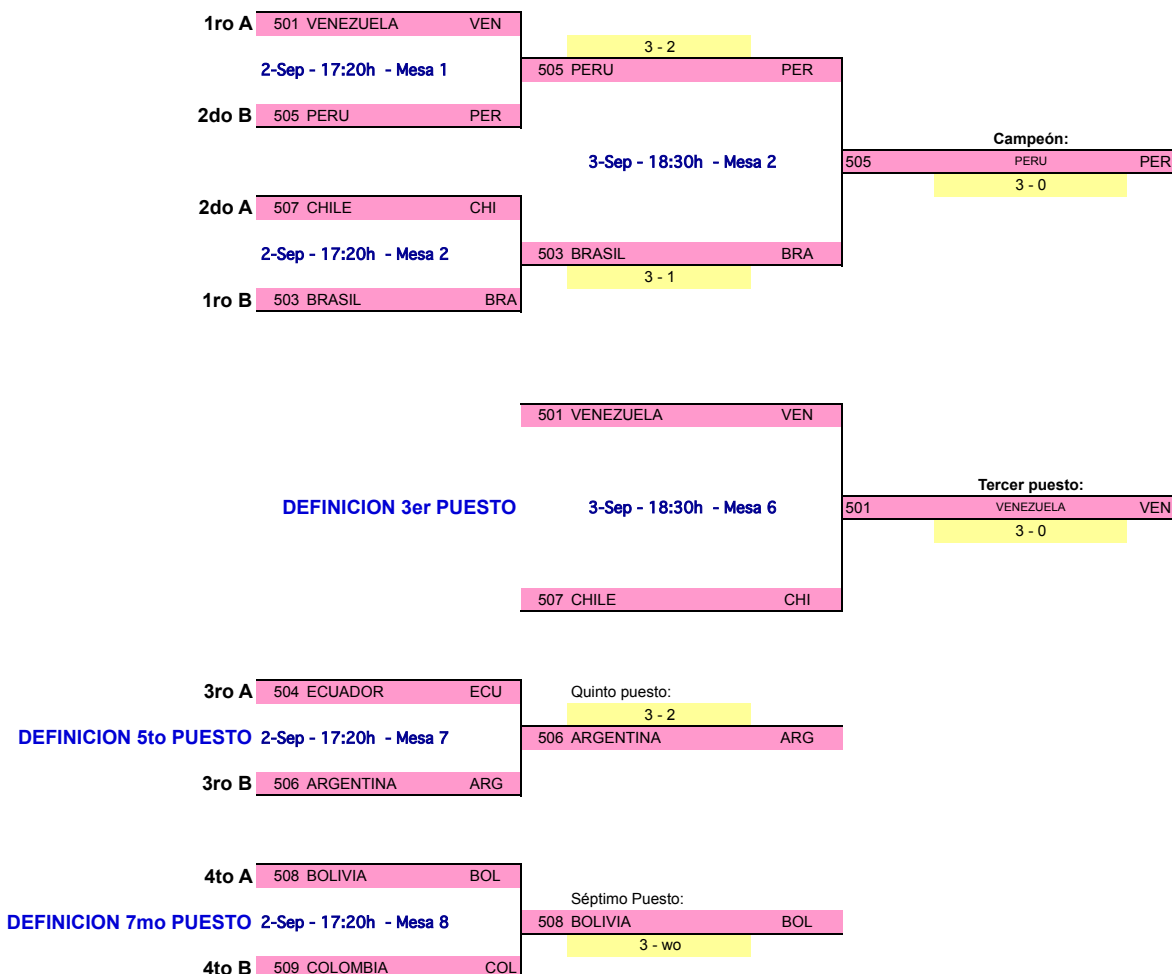 1ro A 501 VENEZUELA VEN
3 - 2
2-Sep - 17:20h - Mesa 1 505 PERU PER
2do B 505 PERU PER
Campeón:
3-Sep - 18:30h - Mesa 2 505 PERU PER
3 - 0
2do A 507 CHILE CHI
2-Sep - 17:20h - Mesa 2 503 BRASIL BRA
3 - 1
1ro B 503 BRASIL BRA
501 VENEZUELA VEN
Tercer puesto:
DEFINICION 3er PUESTO 3-Sep - 18:30h - Mesa 6 501 VENEZUELA VEN
3 - 0
507 CHILE CHI
3ro A 504 ECUADOR ECU Quinto puesto:
3 - 2
DEFINICION 5to PUESTO 2-Sep - 17:20h - Mesa 7 506 ARGENTINA ARG
3ro B 506 ARGENTINA ARG
4to A 508 BOLIVIA BOL
Séptimo Puesto:
DEFINICION 7mo PUESTO 2-Sep - 17:20h - Mesa 8 508 BOLIVIA BOL
3 - wo
4to B 509 COLOMBIA COL